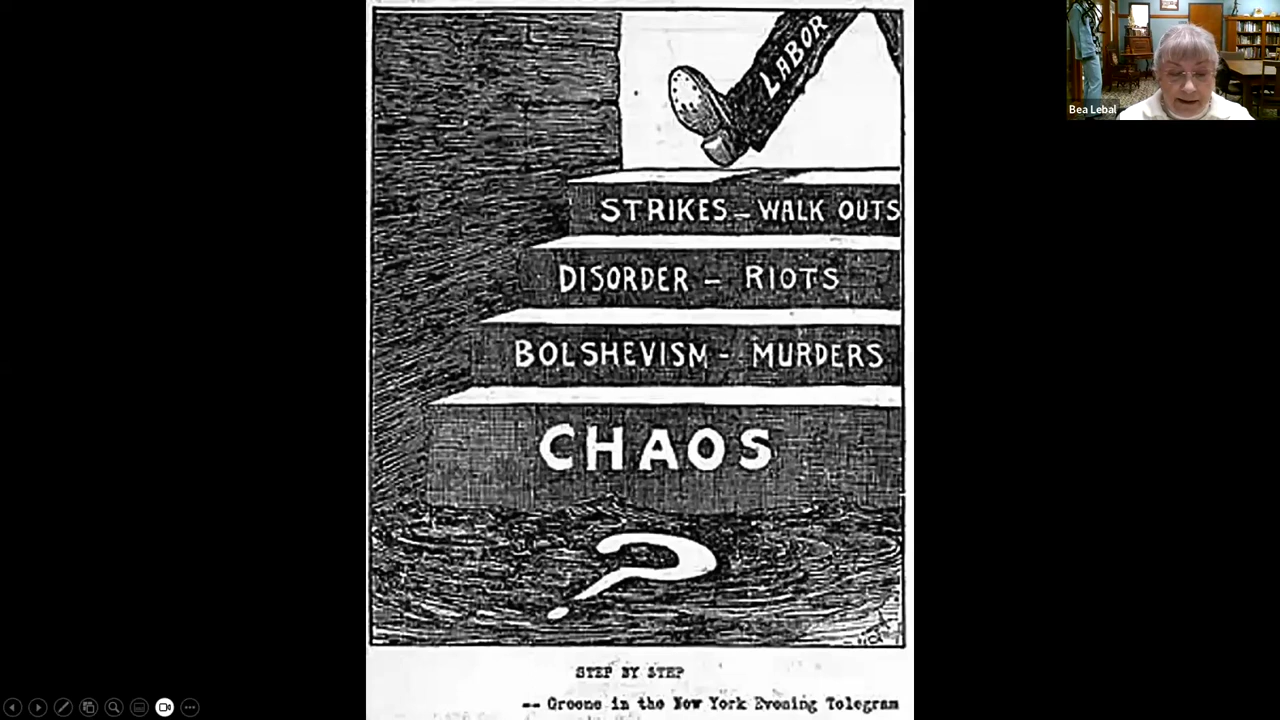 LABOR
Bea Lebal
STRIKES - WALK OUTS
DISORDER - RIOTS
BOLSHEVISM - MURDERS
CHAOS
?
STEP BY STEP
-- Greene in the New York Evening Telegram